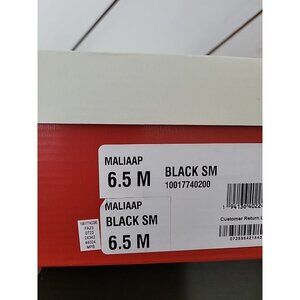 MALIAAP
6.5 M
BLACK SM
10017740200
MALIAAP
BLACK SM
6.5 M
Customer Return L